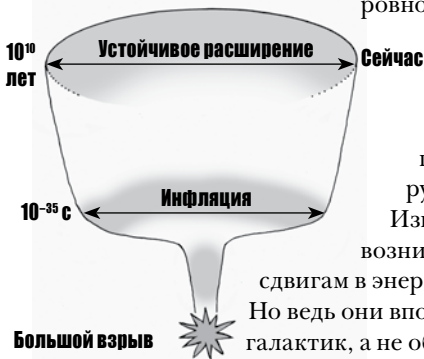 ровно
10¹⁰ лет
Устойчивое расширение
Сейчас
ру
Изм
возни
10⁻³⁵ с
Инфляция
сдвигам в энер
Но ведь они впо
Большой взрыв
галактик, а не об